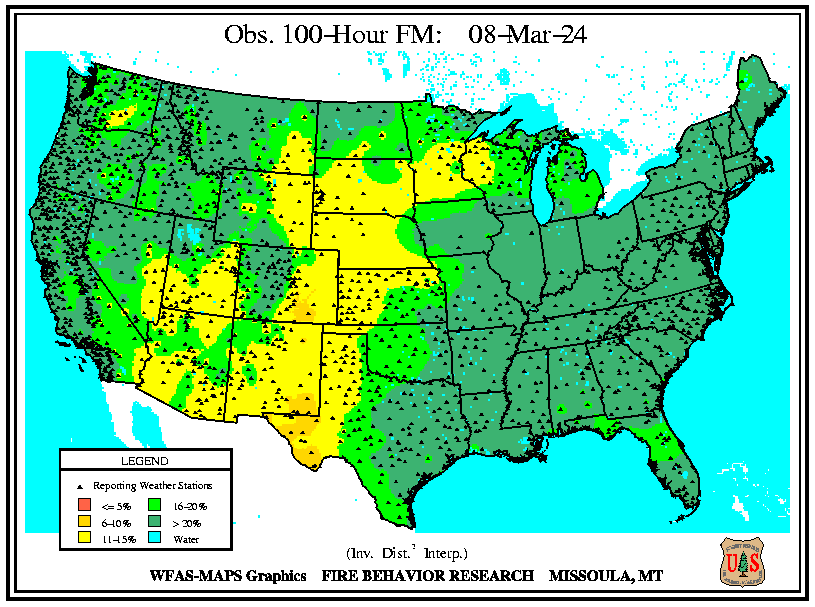 Obs. 100-Hour FM: 08-Mar-24
LEGEND
Reporting Weather Stations
<= 5%
16-20%
6-10%
> 20%
11-15%
Water
(Inv. Dist.² Interp.)
WFAS-MAPS Graphics FIRE BEHAVIOR RESEARCH MISSOULA, MT
U S